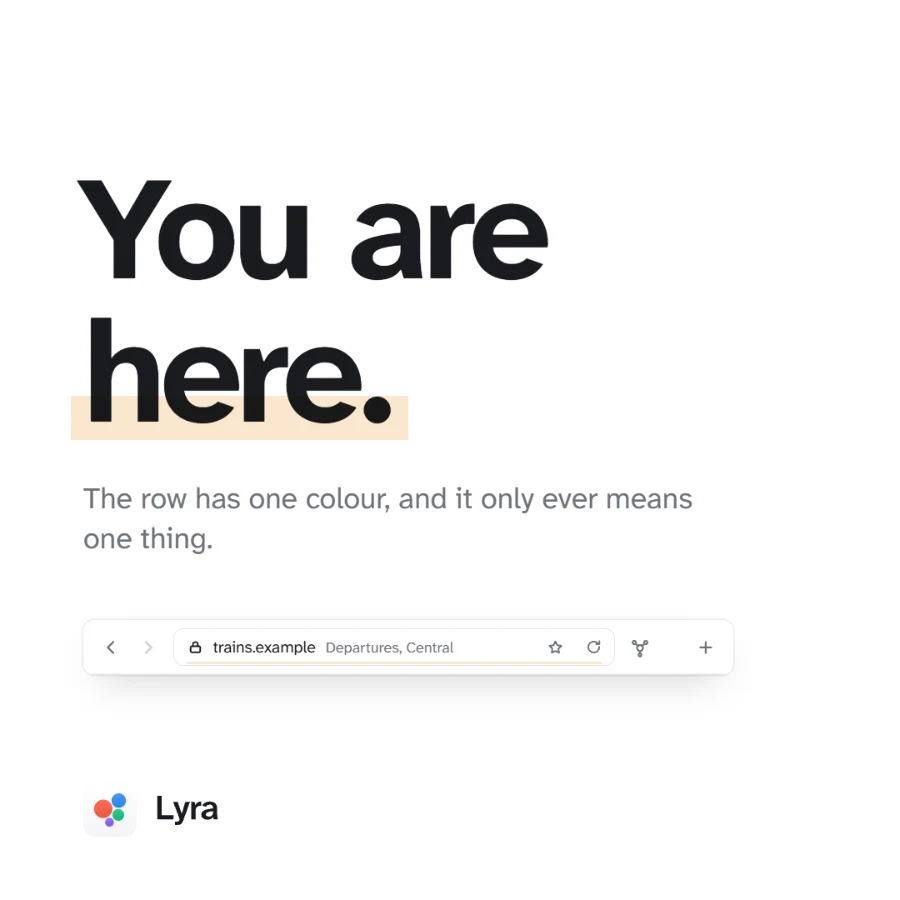 You are
here.
The row has one colour, and it only ever means
one thing.
trains.example Departures, Central
Lyra